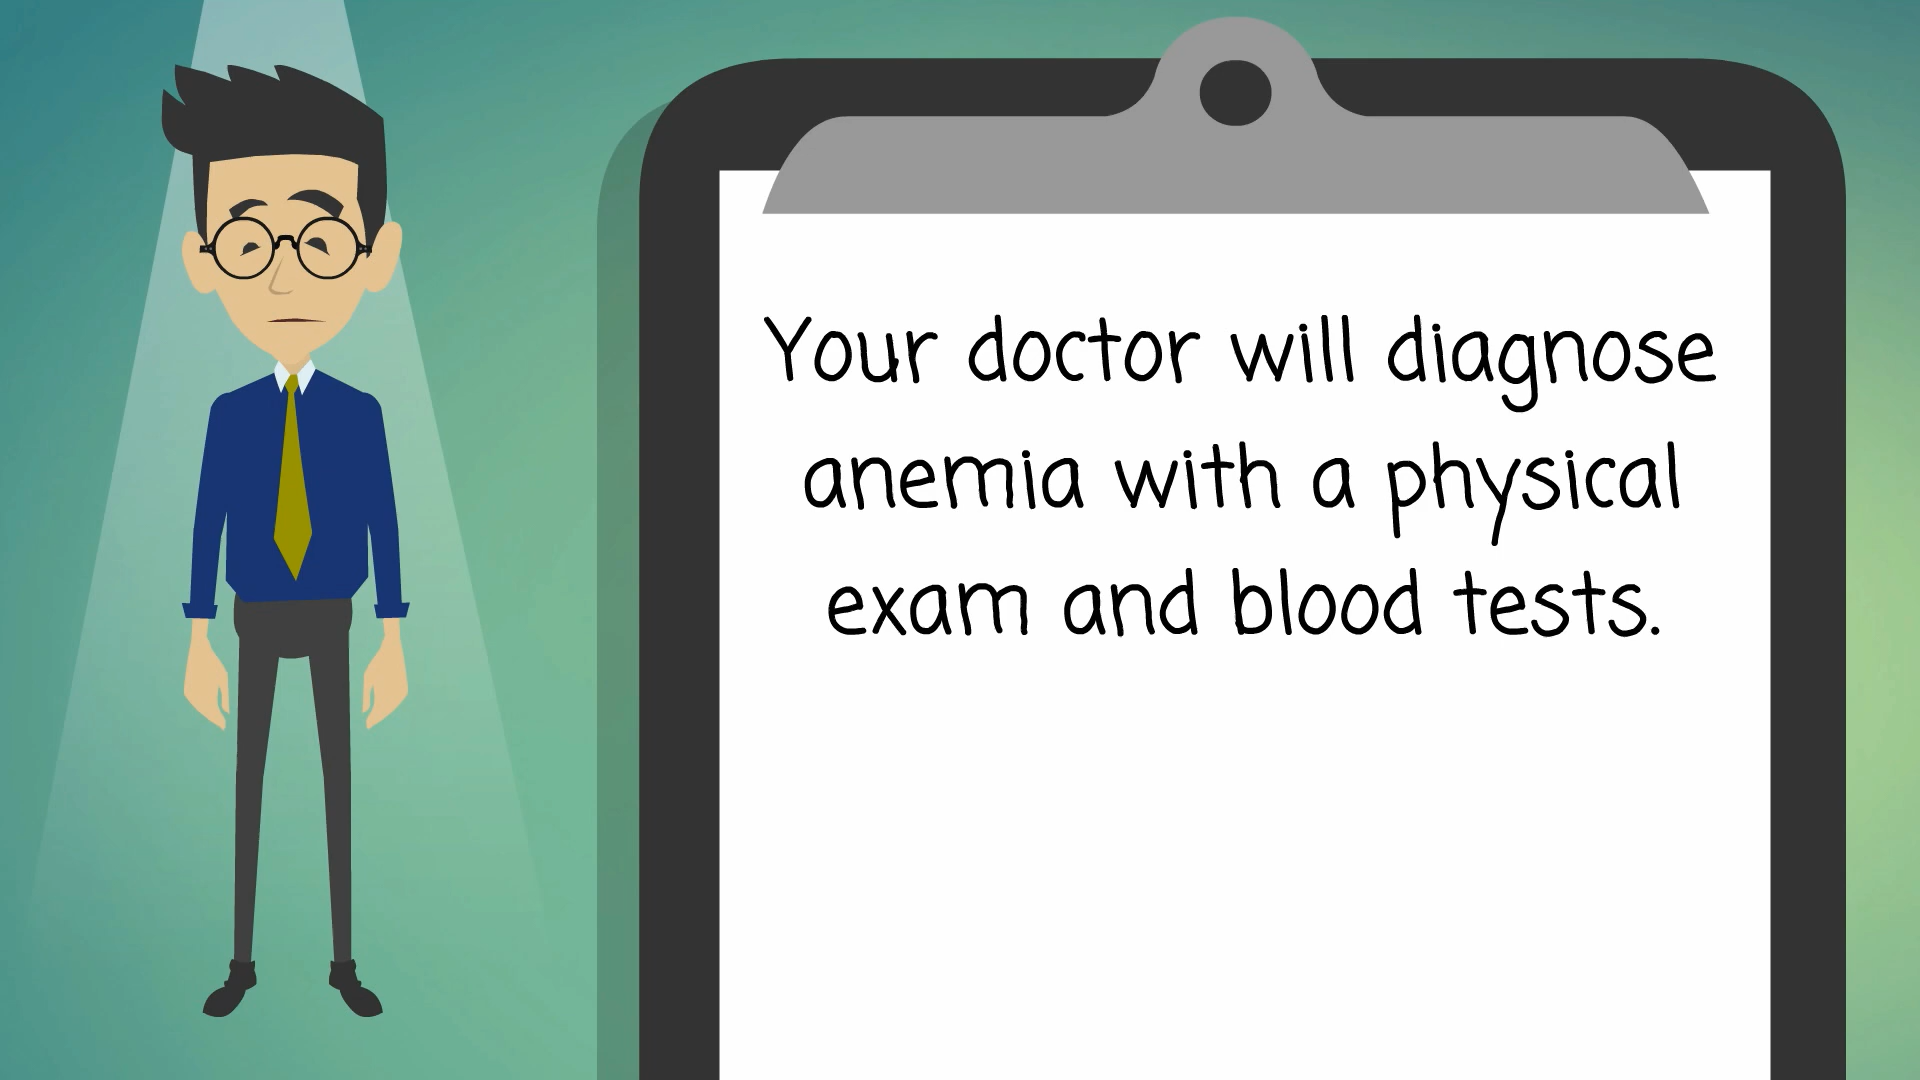 Your doctor will diagnose
anemia with a physical
exam and blood tests.